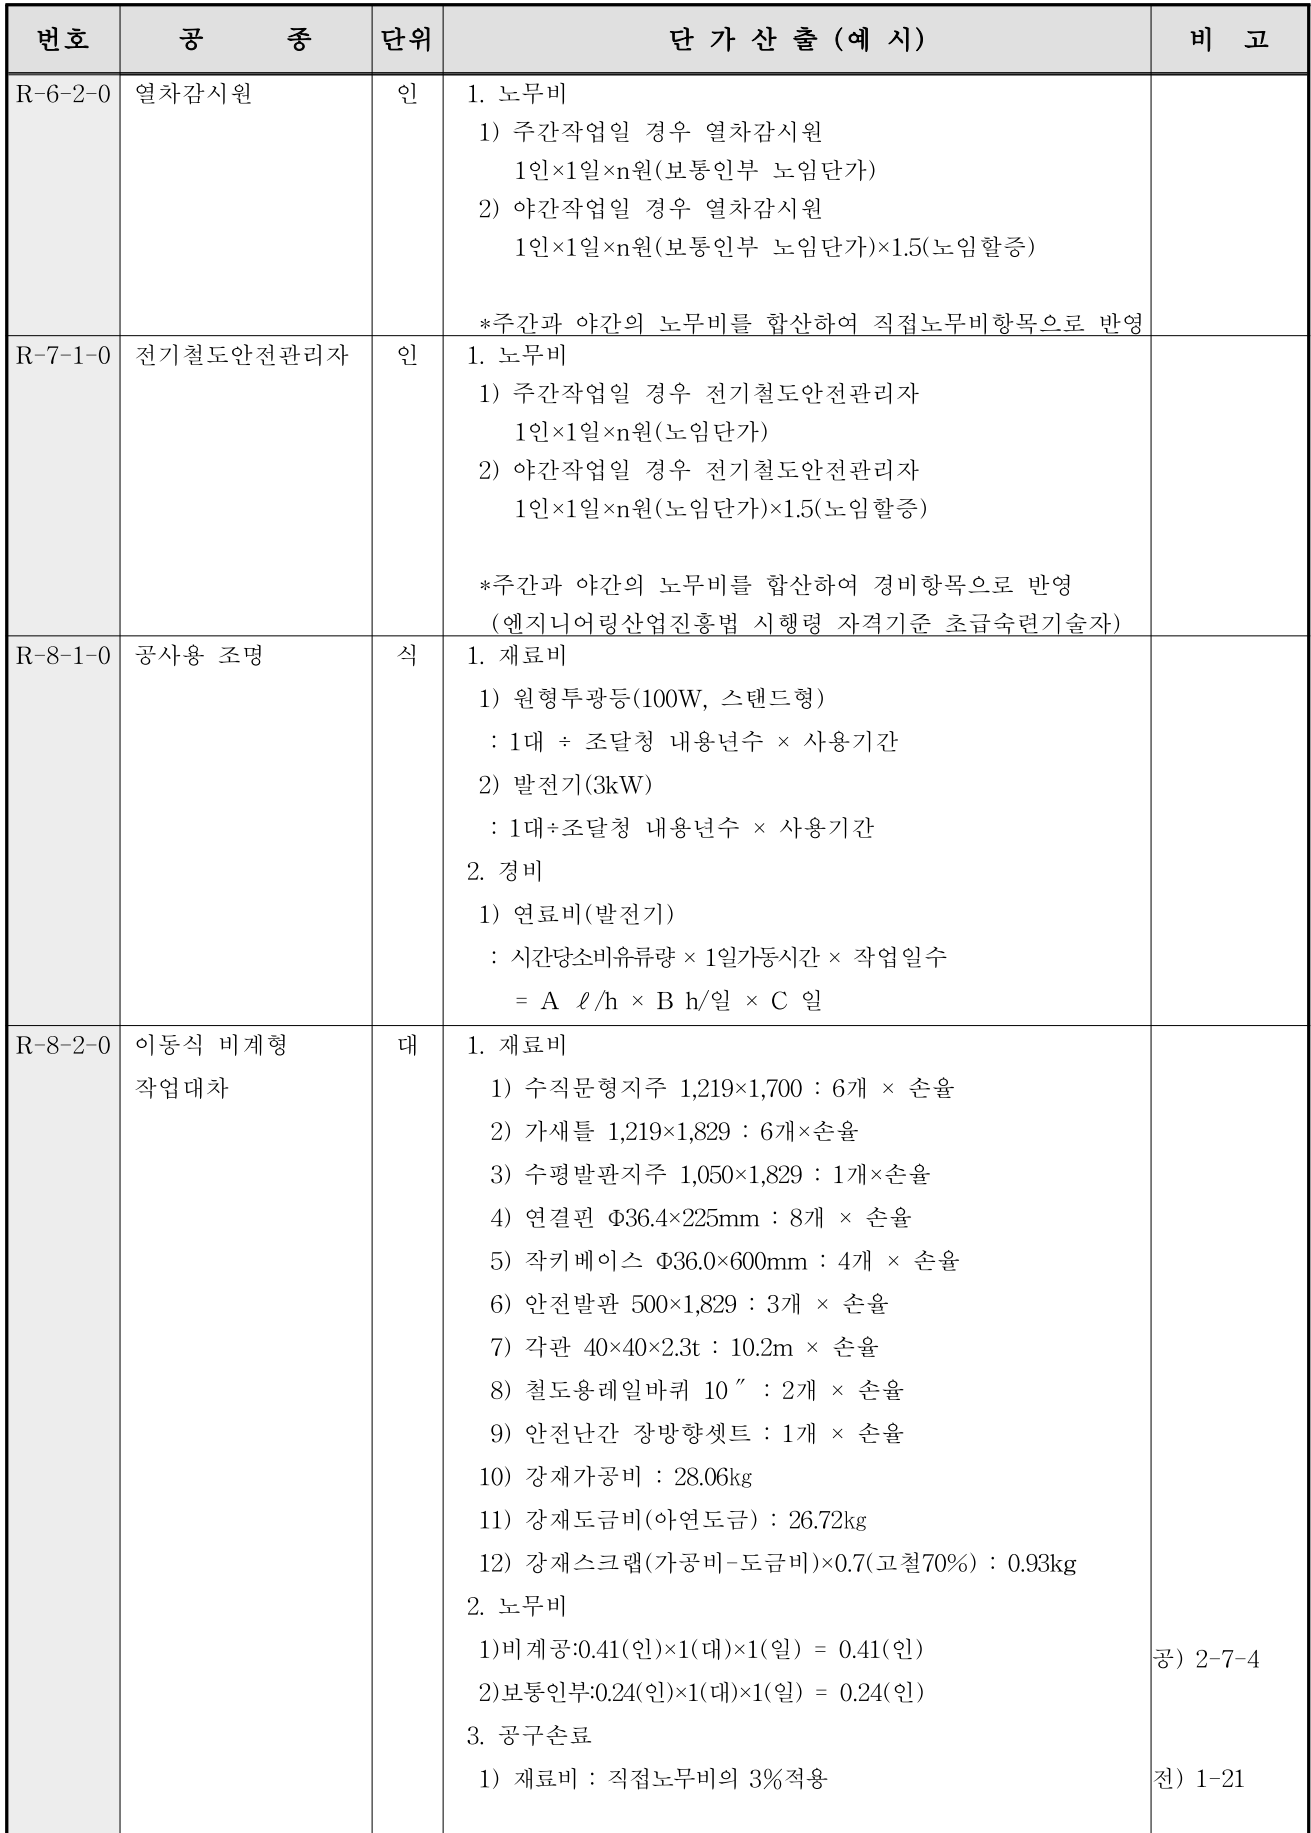 번호 공 종 단위 단 가 산 출 (예 시) 비 고
R-6-2-0 열차감시원 인 1. 노무비
1) 주간작업일 경우 열차감시원
1인×1일×n원(보통인부 노임단가)
2) 야간작업일 경우 열차감시원
1인×1일×n원(보통인부 노임단가)×1.5(노임할증)
*주간과 야간의 노무비를 합산하여 직접노무비항목으로 반영
R-7-1-0 전기철도안전관리자 인 1. 노무비
1) 주간작업일 경우 전기철도안전관리자
1인×1일×n원(노임단가)
2) 야간작업일 경우 전기철도안전관리자
1인×1일×n원(노임단가)×1.5(노임할증)
*주간과 야간의 노무비를 합산하여 경비항목으로 반영
(엔지니어링산업진흥법 시행령 자격기준 초급숙련기술자)
R-8-1-0 공사용 조명 식 1. 재료비
1) 원형투광등(100W, 스탠드형)
: 1대 ÷ 조달청 내용년수 × 사용기간
2) 발전기(3kW)
: 1대÷조달청 내용년수 × 사용기간
2. 경비
1) 연료비(발전기)
: 시간당소비유류량 × 1일가동시간 × 작업일수
= A ℓ/h × B h/일 × C 일
R-8-2-0 이동식 비계형 대 1. 재료비
작업대차 1) 수직문형지주 1,219×1,700 : 6개 × 손율
2) 가새틀 1,219×1,829 : 6개×손율
3) 수평발판지주 1,050×1,829 : 1개×손율
4) 연결핀 Φ36.4×225mm : 8개 × 손율
5) 작키베이스 Φ36.0×600mm : 4개 × 손율
6) 안전발판 500×1,829 : 3개 × 손율
7) 각관 40×40×2.3t : 10.2m × 손율
8) 철도용레일바퀴 10″ : 2개 × 손율
9) 안전난간 장방향셋트 : 1개 × 손율
10) 강재가공비 : 28.06㎏
11) 강재도금비(아연도금) : 26.72㎏
12) 강재스크랩(가공비-도금비)×0.7(고철70%) : 0.93kg
2. 노무비
1)비계공:0.41(인)×1(대)×1(일) = 0.41(인) 공) 2-7-4
2)보통인부:0.24(인)×1(대)×1(일) = 0.24(인)
3. 공구손료
1) 재료비 : 직접노무비의 3%적용 전) 1-21